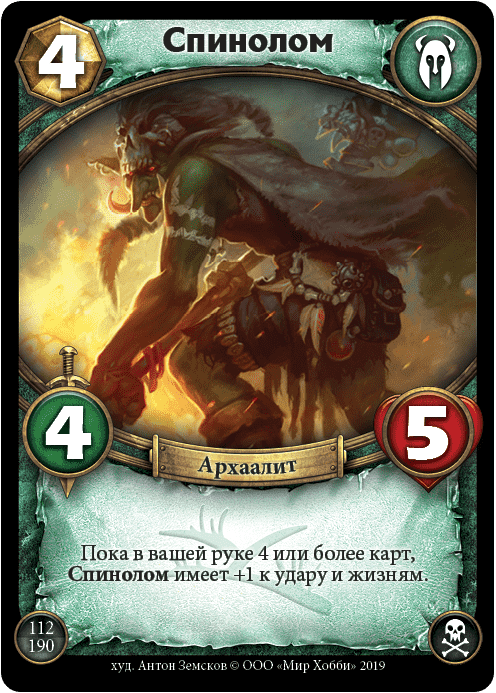 4
Спинолом
4
5
Архаалит
Пока в вашей руке 4 или более карт,
Спинолом имеет +1 к удару и жизням.
112
190
худ. Антон Земсков © ООО «Мир Хобби» 2019